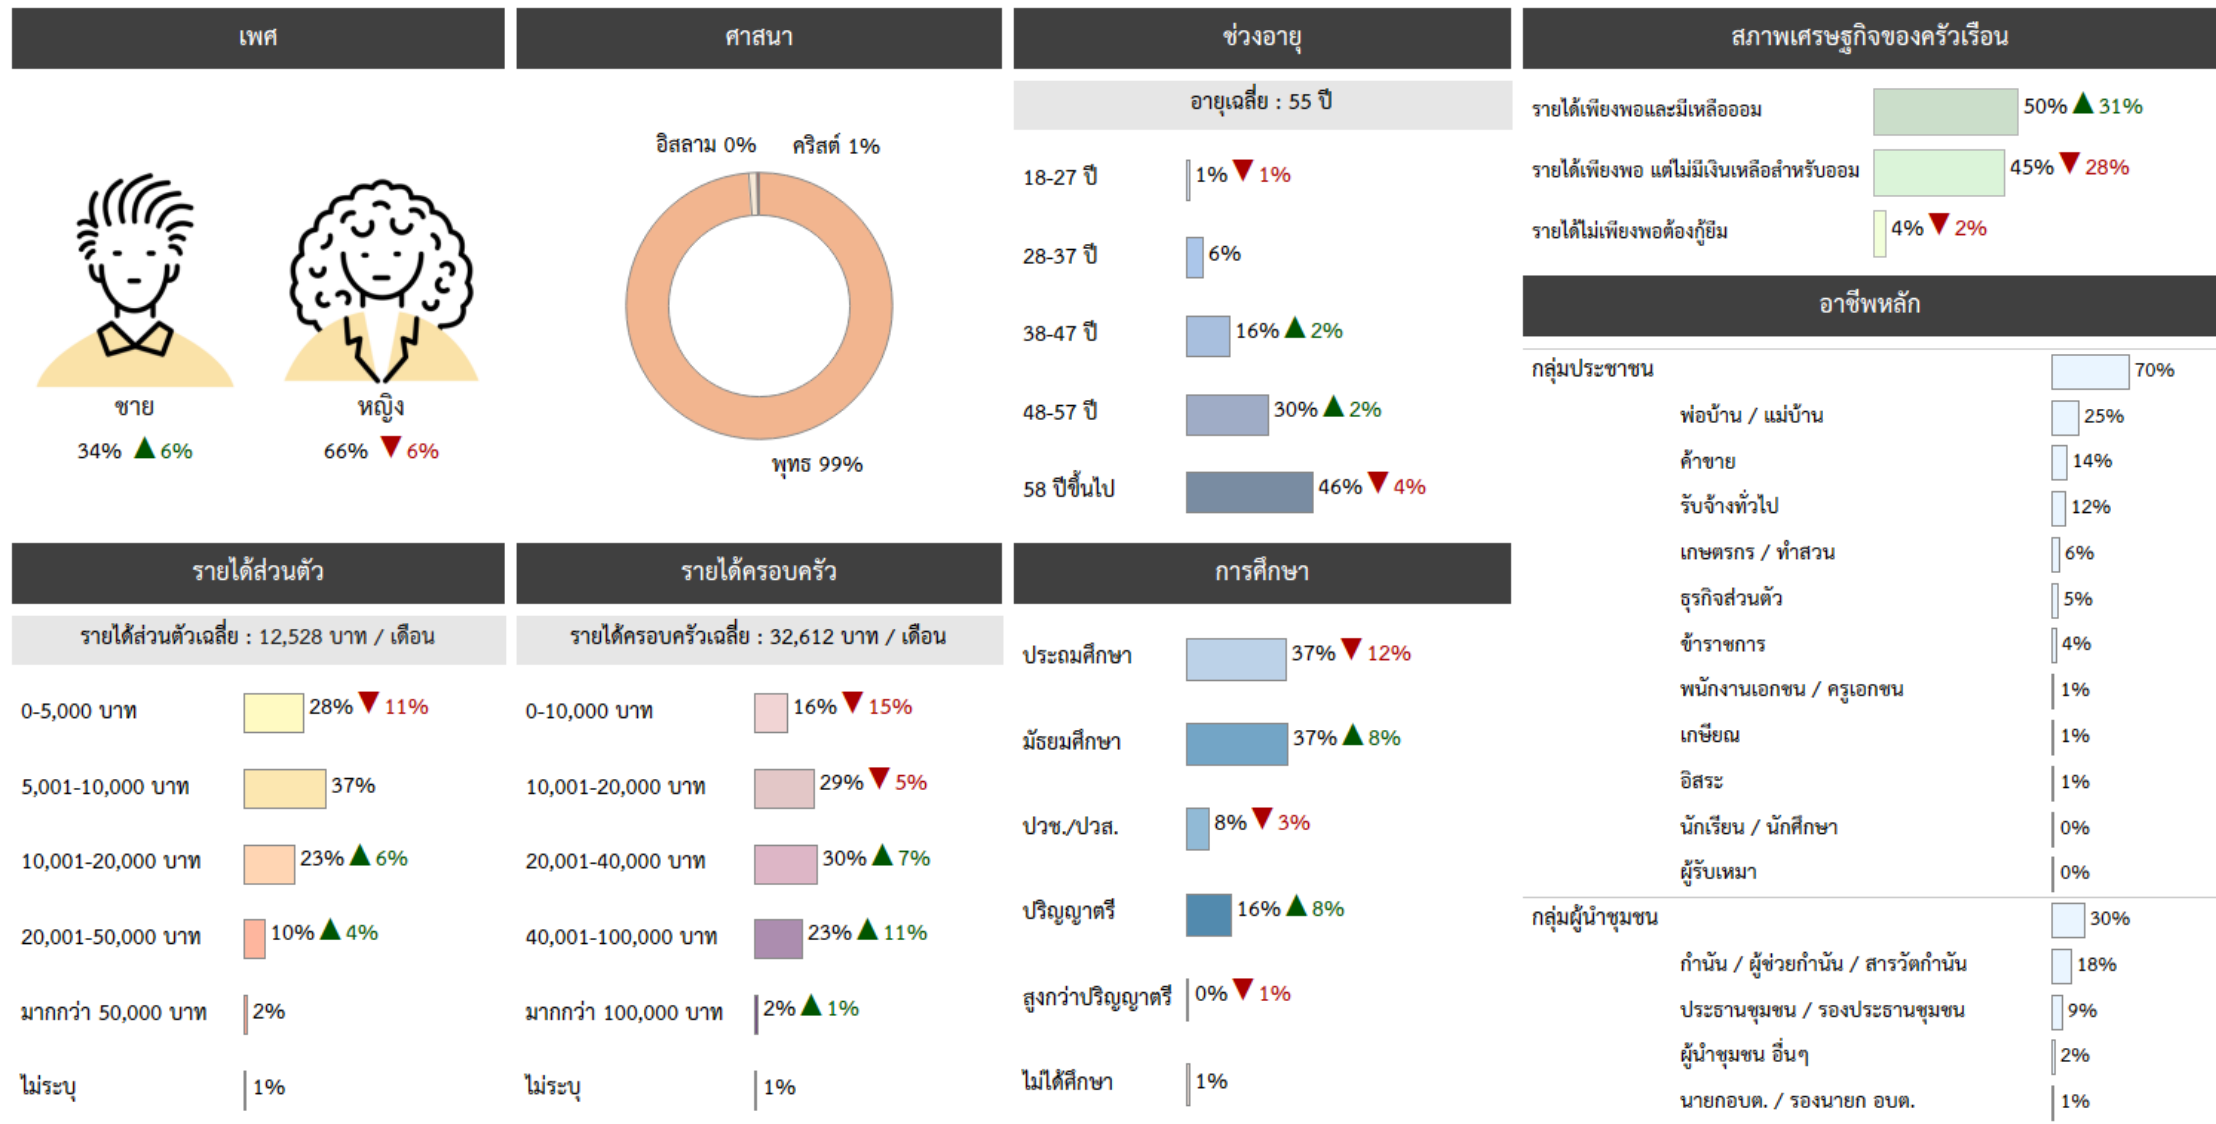 เพศ
ชาย
34% ▲ 6%
หญิง
66% ▼ 6%
ศาสนา
อิสลาม 0%
คริสต์ 1%
พุทธ 99%
ช่วงอายุ
อายุเฉลี่ย : 55 ปี
18-27 ปี 1% ▼ 1%
28-37 ปี 6%
38-47 ปี 16% ▲ 2%
48-57 ปี 30% ▲ 2%
58 ปีขึ้นไป 46% ▼ 4%
สภาพเศรษฐกิจของครัวเรือน
รายได้เพียงพอและมีเหลือออม 50% ▲ 31%
รายได้เพียงพอ แต่ไม่มีเงินเหลือสำหรับออม 45% ▼ 28%
รายได้ไม่เพียงพอต้องกู้ยืม 4% ▼ 2%
รายได้ส่วนตัว
รายได้ส่วนตัวเฉลี่ย : 12,528 บาท / เดือน
0-5,000 บาท 28% ▼ 11%
5,001-10,000 บาท 37%
10,001-20,000 บาท 23% ▲ 6%
20,001-50,000 บาท 10% ▲ 4%
มากกว่า 50,000 บาท 2%
ไม่ระบุ 1%
รายได้ครอบครัว
รายได้ครอบครัวเฉลี่ย : 32,612 บาท / เดือน
0-10,000 บาท 16% ▼ 15%
10,001-20,000 บาท 29% ▼ 5%
20,001-40,000 บาท 30% ▲ 7%
40,001-100,000 บาท 23% ▲ 11%
มากกว่า 100,000 บาท 2% ▲ 1%
ไม่ระบุ 1%
การศึกษา
ประถมศึกษา 37% ▼ 12%
มัธยมศึกษา 37% ▲ 8%
ปวช./ปวส. 8% ▼ 3%
ปริญญาตรี 16% ▲ 8%
สูงกว่าปริญญาตรี 0% ▼ 1%
ไม่ได้ศึกษา 1%
อาชีพหลัก
กลุ่มประชาชน 70%
พ่อบ้าน / แม่บ้าน 25%
ค้าขาย 14%
รับจ้างทั่วไป 12%
เกษตรกร / ทำสวน 6%
ธุรกิจส่วนตัว 5%
ข้าราชการ 4%
พนักงานเอกชน / ครูเอกชน 1%
เกษียณ 1%
อิสระ 1%
นักเรียน / นักศึกษา 0%
ผู้รับเหมา 0%
กลุ่มผู้นำชุมชน 30%
กำนัน / ผู้ช่วยกำนัน / สารวัตกำนัน 18%
ประธานชุมชน / รองประธานชุมชน 9%
ผู้นำชุมชน อื่นๆ 2%
นายกอบต. / รองนายก อบต. 1%